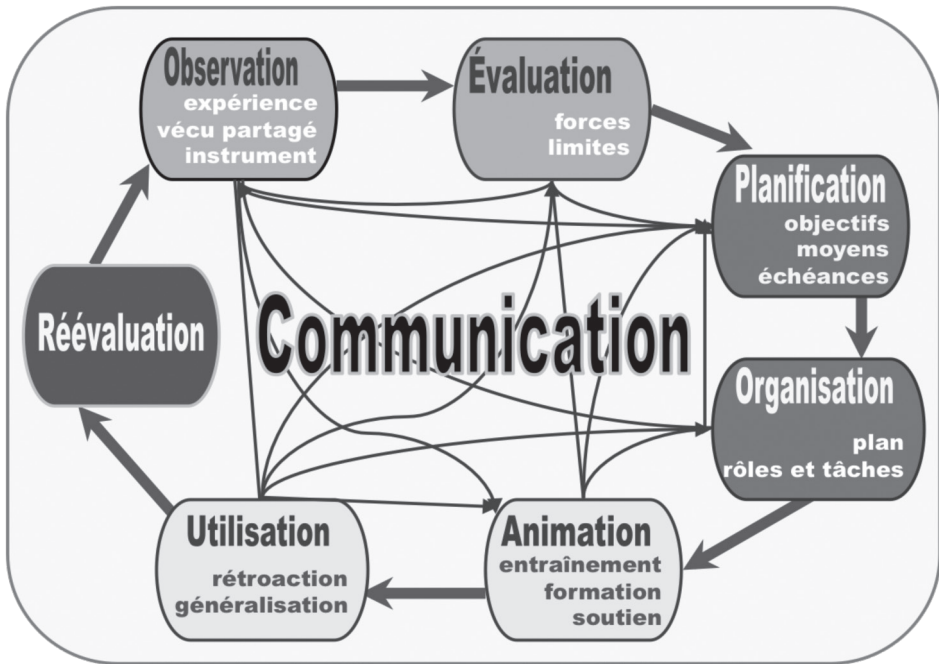 Observation
expérience
vécu partagé
instrument
Évaluation
forces
limites
Planification
objectifs
moyens
échéances
Organisation
plan
rôles et tâches
Animation
entraînement
formation
soutien
Utilisation
rétroaction
généralisation
Réévaluation
Communication